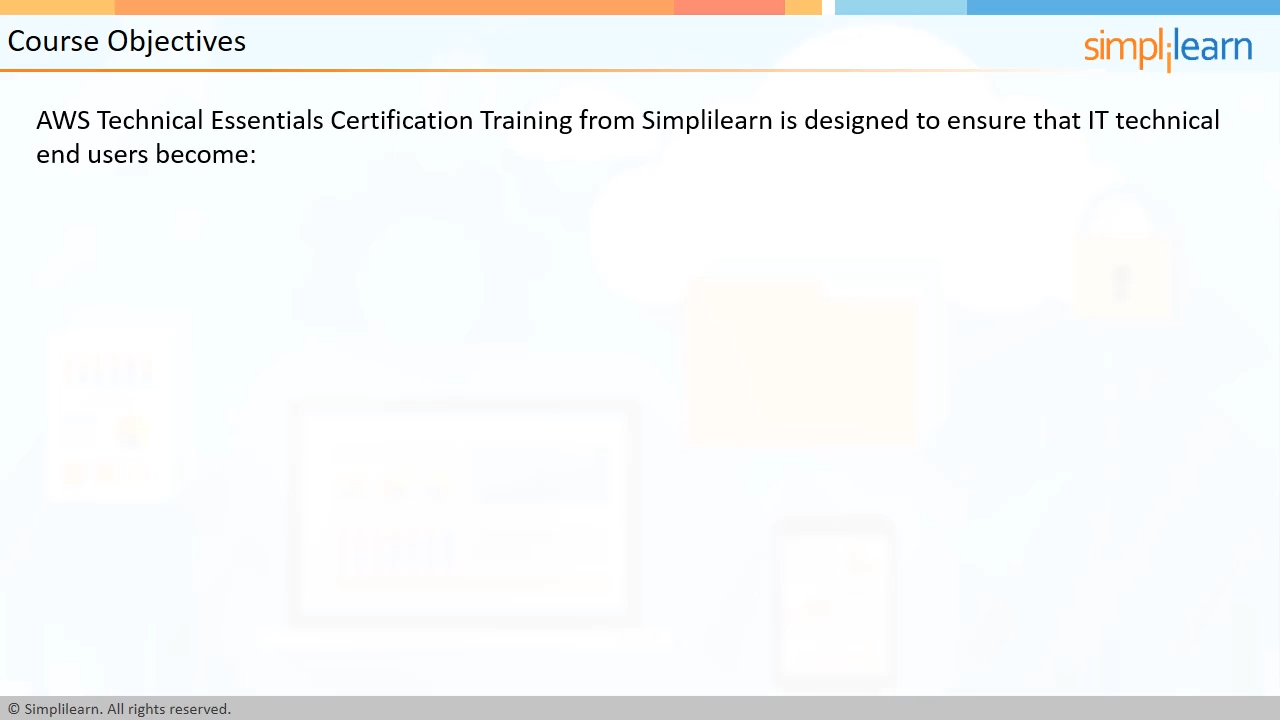 Course Objectives
simplilearn
AWS Technical Essentials Certification Training from Simplilearn is designed to ensure that IT technical
end users become:
© Simplilearn. All rights reserved.